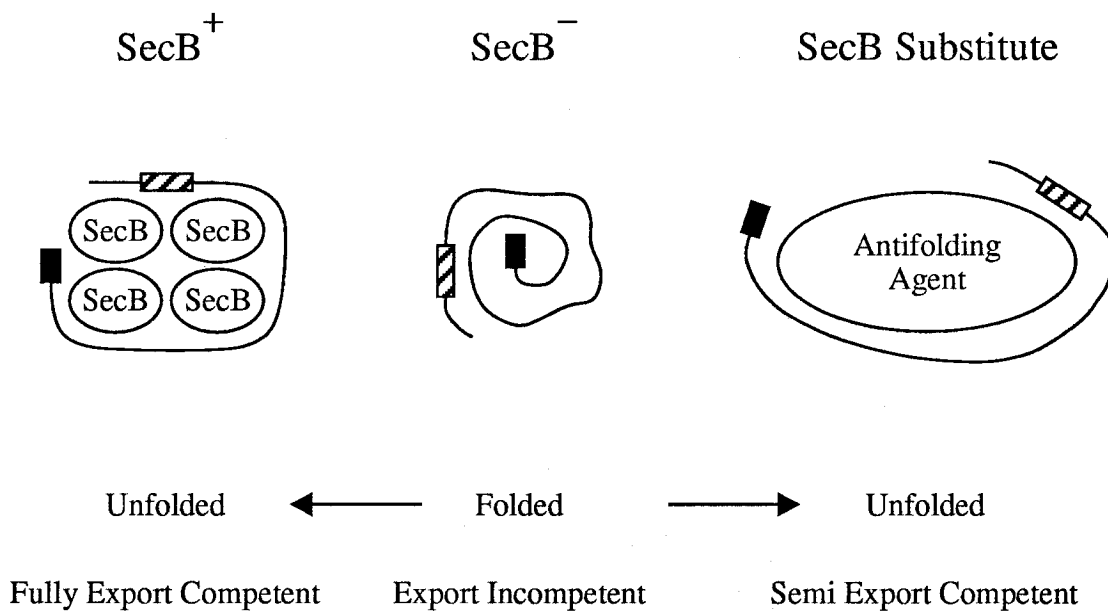 SecB+
SecB−
SecB Substitute
SecB SecB
SecB SecB
Antifolding
Agent
Unfolded
Folded
Unfolded
Fully Export Competent
Export Incompetent
Semi Export Competent